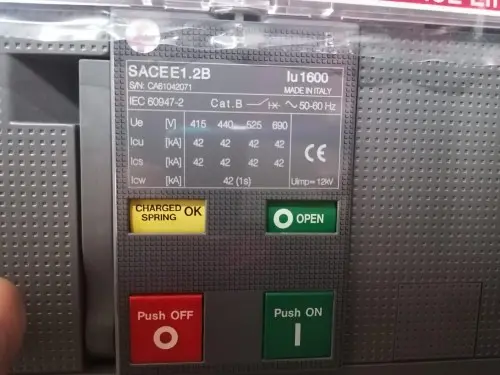 SACE E1.2B Iu1600
S/N: CA61042071 MADE IN ITALY
IEC 60947-2 Cat.B 50-60 Hz
Ue [V] 415 440 525 690
Icu [kA] 42 42 42 42
Ics [kA] 42 42 42 42
CE
Icw [kA] 42 (1s) Uimp=12kV
CHARGED
SPRING OK
O OPEN
Push OFF
O
Push ON
I